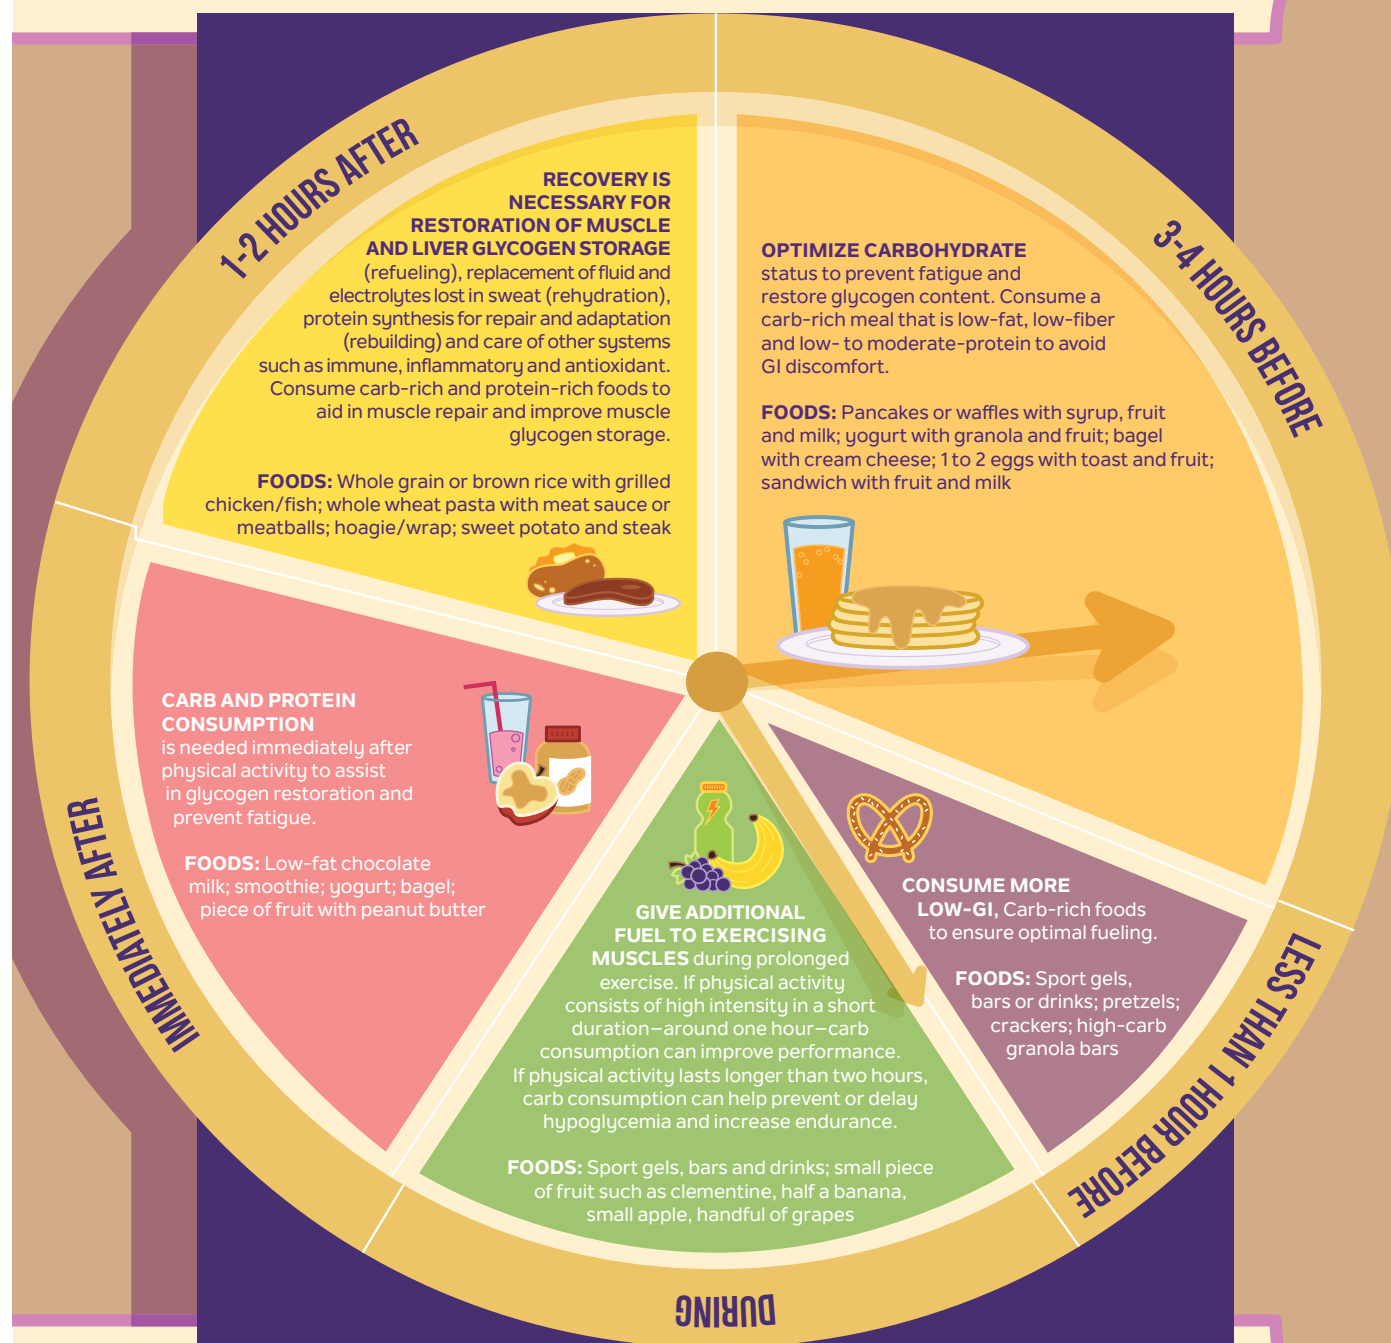 3-4 HOURS BEFORE
OPTIMIZE CARBOHYDRATE
status to prevent fatigue and
restore glycogen content. Consume a
carb-rich meal that is low-fat, low-fiber
and low- to moderate-protein to avoid
GI discomfort.
FOODS: Pancakes or waffles with syrup, fruit
and milk; yogurt with granola and fruit; bagel
with cream cheese; 1 to 2 eggs with toast and fruit;
sandwich with fruit and milk
LESS THAN 1 HOUR BEFORE
CONSUME MORE
LOW-GI, Carb-rich foods
to ensure optimal fueling.
FOODS: Sport gels,
bars or drinks; pretzels;
crackers; high-carb
granola bars
DURING
GIVE ADDITIONAL
FUEL TO EXERCISING
MUSCLES during prolonged
exercise. If physical activity
consists of high intensity in a short
duration—around one hour—carb
consumption can improve performance.
If physical activity lasts longer than two hours,
carb consumption can help prevent or delay
hypoglycemia and increase endurance.
FOODS: Sport gels, bars and drinks; small piece
of fruit such as clementine, half a banana,
small apple, handful of grapes
IMMEDIATELY AFTER
CARB AND PROTEIN
CONSUMPTION
is needed immediately after
physical activity to assist
in glycogen restoration and
prevent fatigue.
FOODS: Low-fat chocolate
milk; smoothie; yogurt; bagel;
piece of fruit with peanut butter
1-2 HOURS AFTER
RECOVERY IS
NECESSARY FOR
RESTORATION OF MUSCLE
AND LIVER GLYCOGEN STORAGE
(refueling), replacement of fluid and
electrolytes lost in sweat (rehydration),
protein synthesis for repair and adaptation
(rebuilding) and care of other systems
such as immune, inflammatory and antioxidant.
Consume carb-rich and protein-rich foods to
aid in muscle repair and improve muscle
glycogen storage.
FOODS: Whole grain or brown rice with grilled
chicken/fish; whole wheat pasta with meat sauce or
meatballs; hoagie/wrap; sweet potato and steak